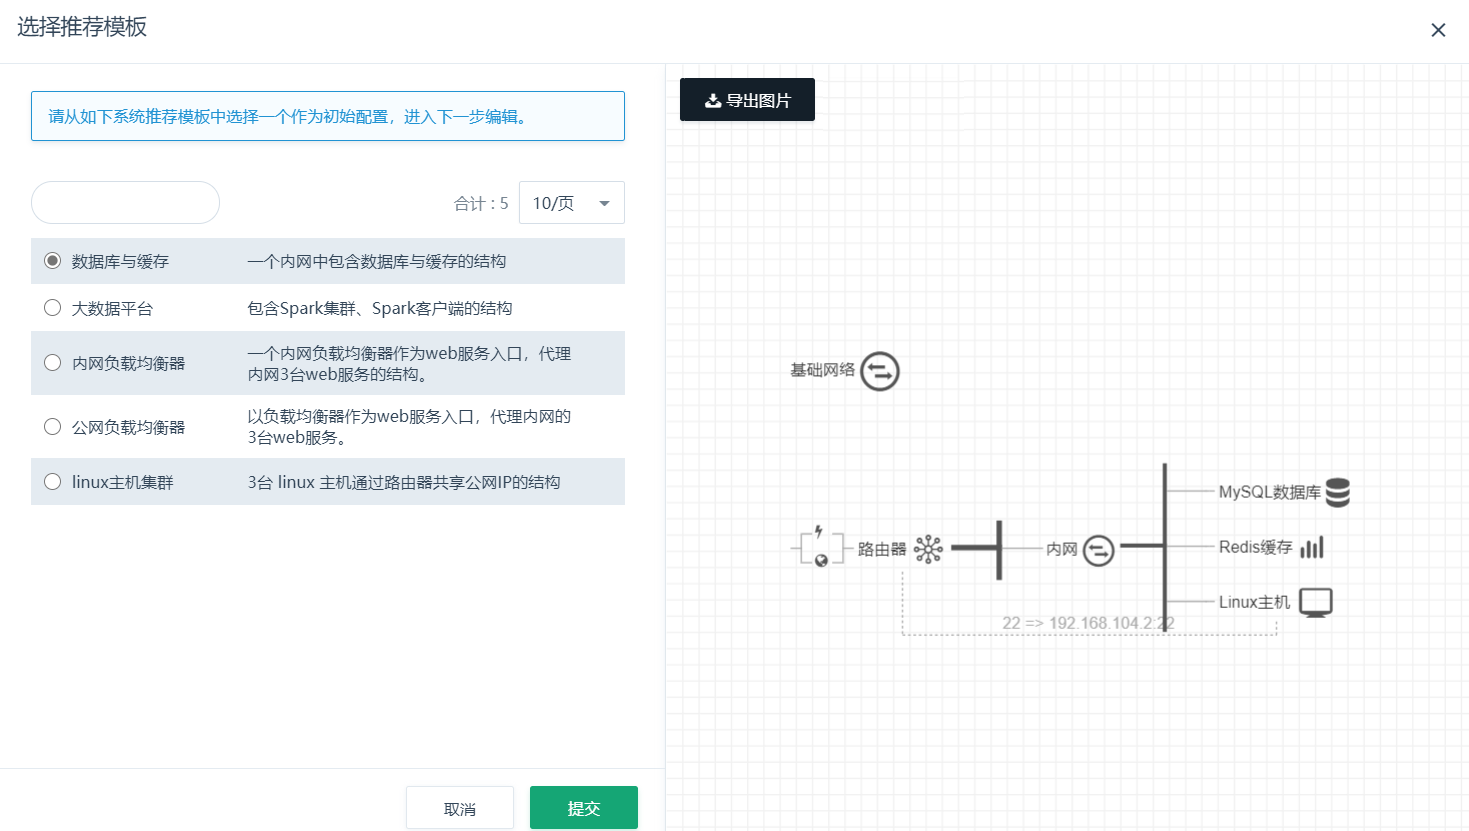 选择推荐模板
请从如下系统推荐模板中选择一个作为初始配置，进入下一步编辑。
合计 : 5
10/页
数据库与缓存
一个内网中包含数据库与缓存的结构
大数据平台
包含Spark集群、Spark客户端的结构
内网负载均衡器
一个内网负载均衡器作为web服务入口，代理
内网3台web服务的结构。
公网负载均衡器
以负载均衡器作为web服务入口，代理内网的
3台web服务。
linux主机集群
3台 linux 主机通过路由器共享公网IP的结构
取消
提交
导出图片
基础网络
路由器
内网
MySQL数据库
Redis缓存
Linux主机
22 => 192.168.104.2:22